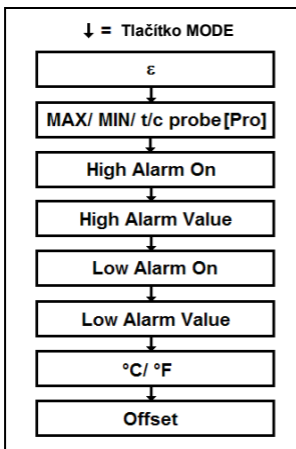 ↓ = Tlačítko MODE
ε
MAX/ MIN/ t/c probe [Pro]
High Alarm On
High Alarm Value
Low Alarm On
Low Alarm Value
°C/ °F
Offset